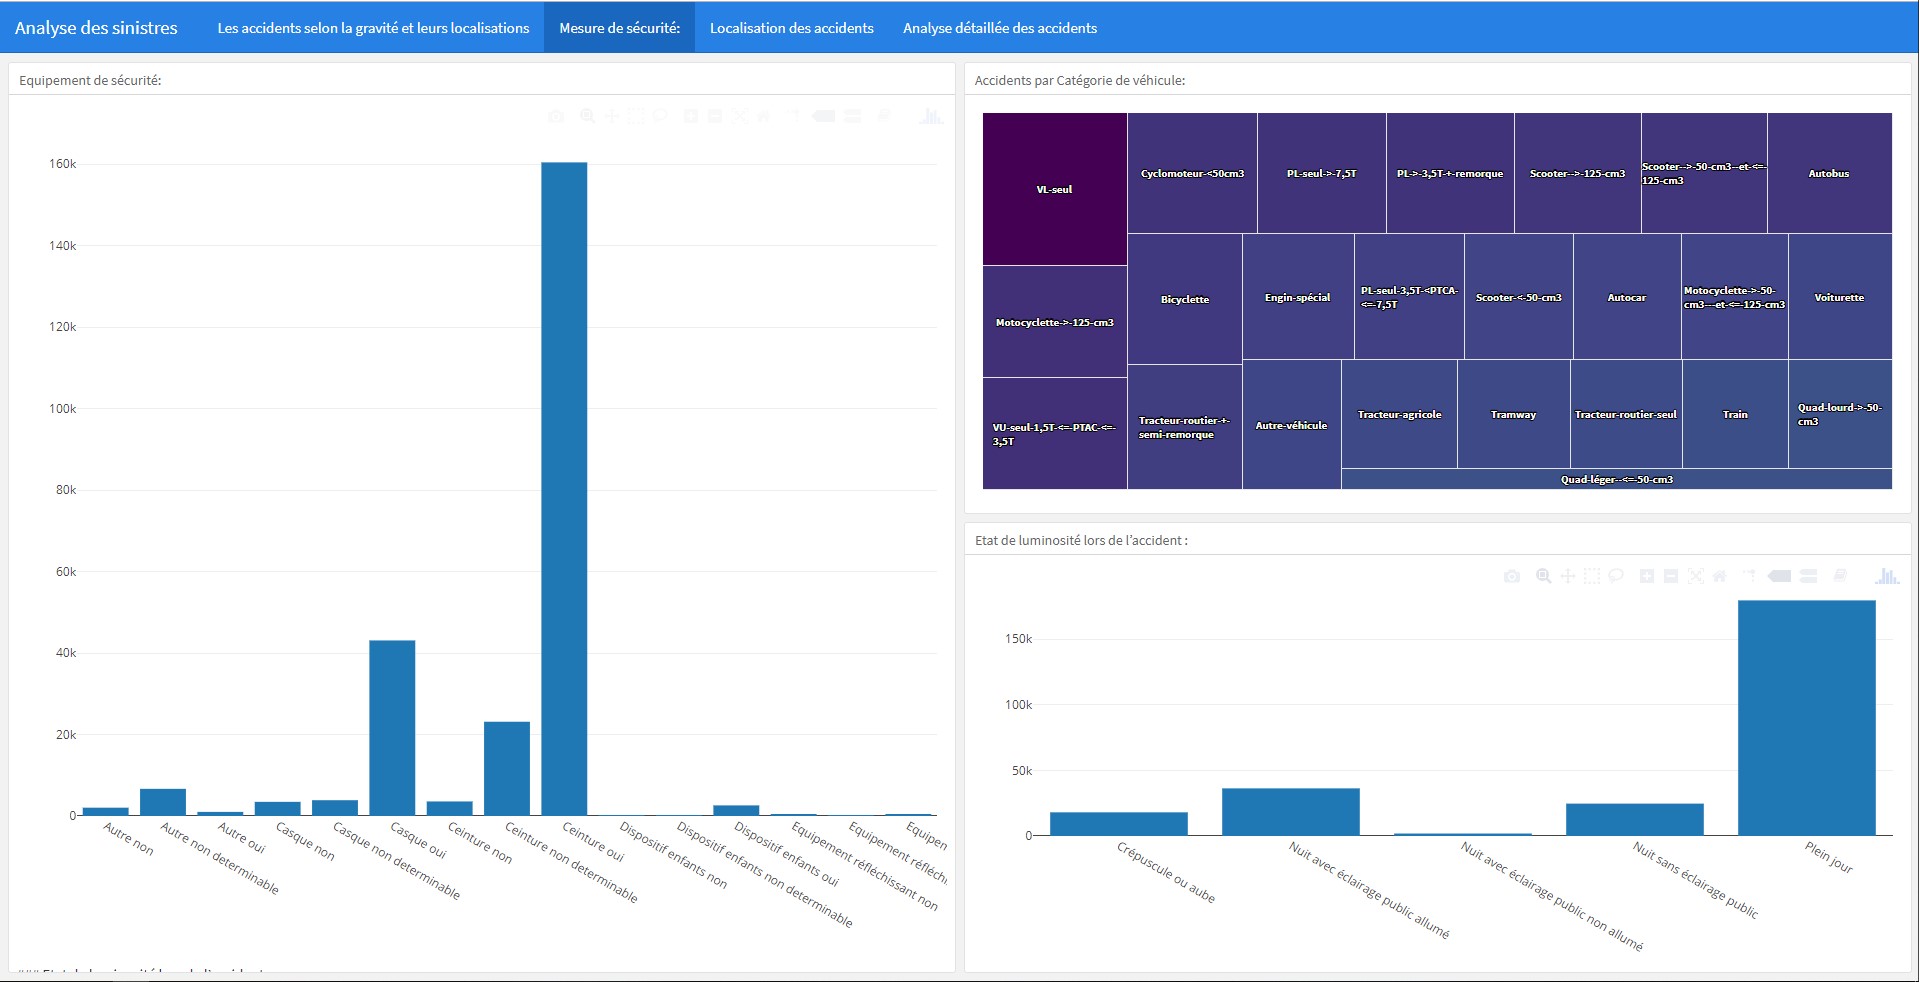 Analyse des sinistres
Les accidents selon la gravité et leurs localisations
Mesure de sécurité:
Localisation des accidents
Analyse détaillée des accidents
Equipement de sécurité:
160k
140k
120k
100k
80k
60k
40k
20k
0
Autre non
Autre non determinable
Autre oui
Casque non
Casque non determinable
Casque oui
Ceinture non
Ceinture non determinable
Ceinture oui
Dispositif enfants non
Dispositif enfants non determinable
Dispositif enfants oui
Equipement réfléchissant non
Equipement réfléchi
Equipen
Accidents par Catégorie de véhicule:
VL-seul
Motocyclette->-125-cm3
VU-seul-1,5T-<=-PTAC-<=-
3,5T
Cyclomoteur-<50cm3
PL-seul->-7,5T
PL->-3,5T-+-remorque
Scooter-->-125-cm3
Scooter-->-50-cm3--et-<=-
125-cm3
Autobus
Bicyclette
Engin-spécial
PL-seul-3,5T-<PTCA-
<=-7,5T
Scooter-<-50-cm3
Autocar
Motocyclette->-50-
cm3---et-<=-125-cm3
Voiturette
Tracteur-routier-+-
semi-remorque
Autre-véhicule
Tracteur-agricole
Tramway
Tracteur-routier-seul
Train
Quad-lourd->-50-
cm3
Quad-léger--<=-50-cm3
Etat de luminosité lors de l’accident :
150k
100k
50k
0
Crépuscule ou aube
Nuit avec éclairage public allumé
Nuit avec éclairage public non allumé
Nuit sans éclairage public
Plein jour